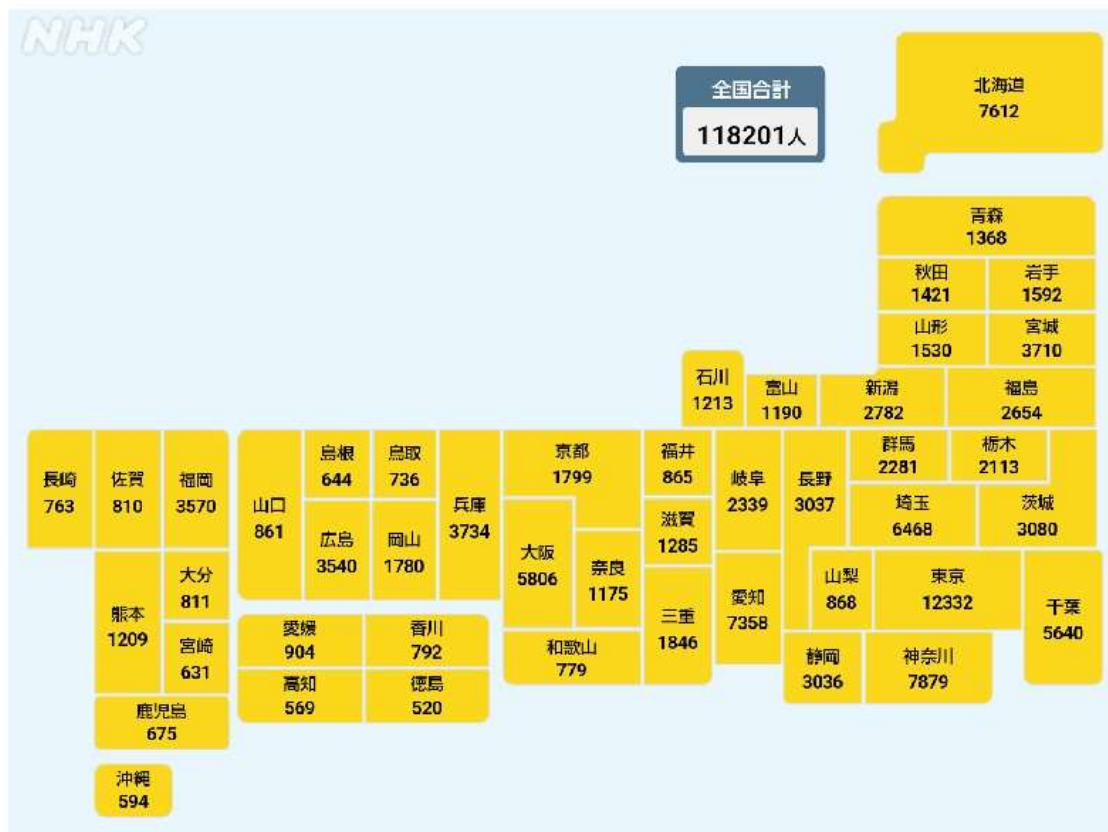 NHK
全国合計
118201人
北海道
7612
青森
1368
秋田
1421
岩手
1592
山形
1530
宮城
3710
石川
1213
富山
1190
新潟
2782
福島
2654
長崎
763
佐賀
810
福岡
3570
山口
861
島根
644
鳥取
736
兵庫
3734
京都
1799
福井
865
岐阜
2339
長野
3037
群馬
2281
栃木
2113
広島
3540
岡山
1780
大阪
5806
奈良
1175
滋賀
1285
埼玉
6468
茨城
3080
熊本
1209
大分
811
宮崎
631
愛媛
904
香川
792
高知
569
徳島
520
和歌山
779
三重
1846
愛知
7358
山梨
868
東京
12332
千葉
5640
静岡
3036
神奈川
7879
鹿児島
675
沖縄
594